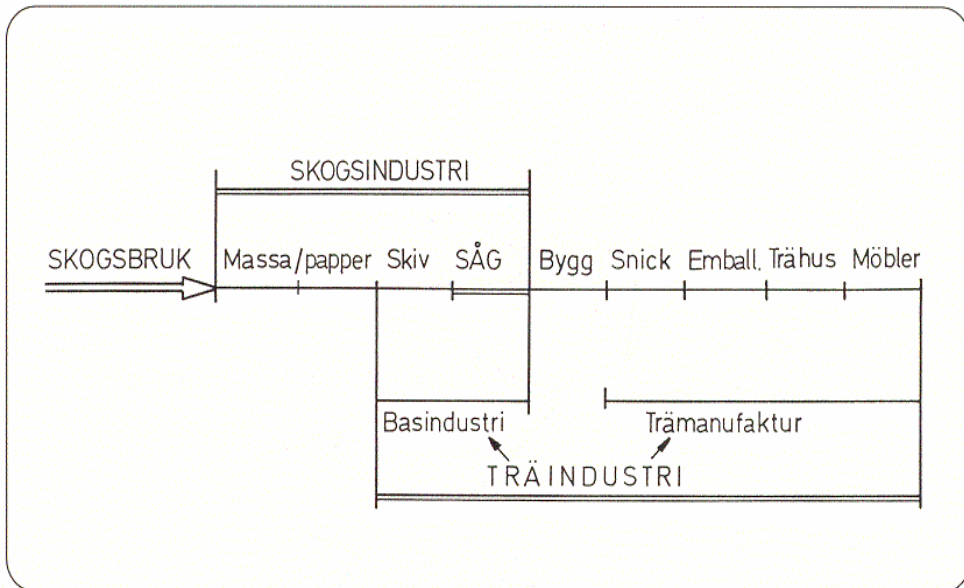 SKOGSINDUSTRI
SKOGSBRUK Massa/papper Skiv SÅG Bygg Snick Emball. Trähus Möbler
Basindustri Trämanufaktur
TRÄINDUSTRI